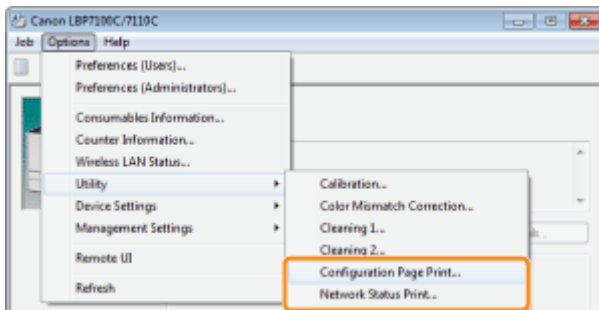 Canon LBP7100C/7110C
Job Options Help
Preferences (Users)...
Preferences (Administrators)...
Consumables Information...
Counter Information...
Wireless LAN Status...
Utility
Device Settings
Management Settings
Remote UI
Refresh
Calibration...
Color Mismatch Correction...
Cleaning 1...
Cleaning 2...
Configuration Page Print...
Network Status Print...